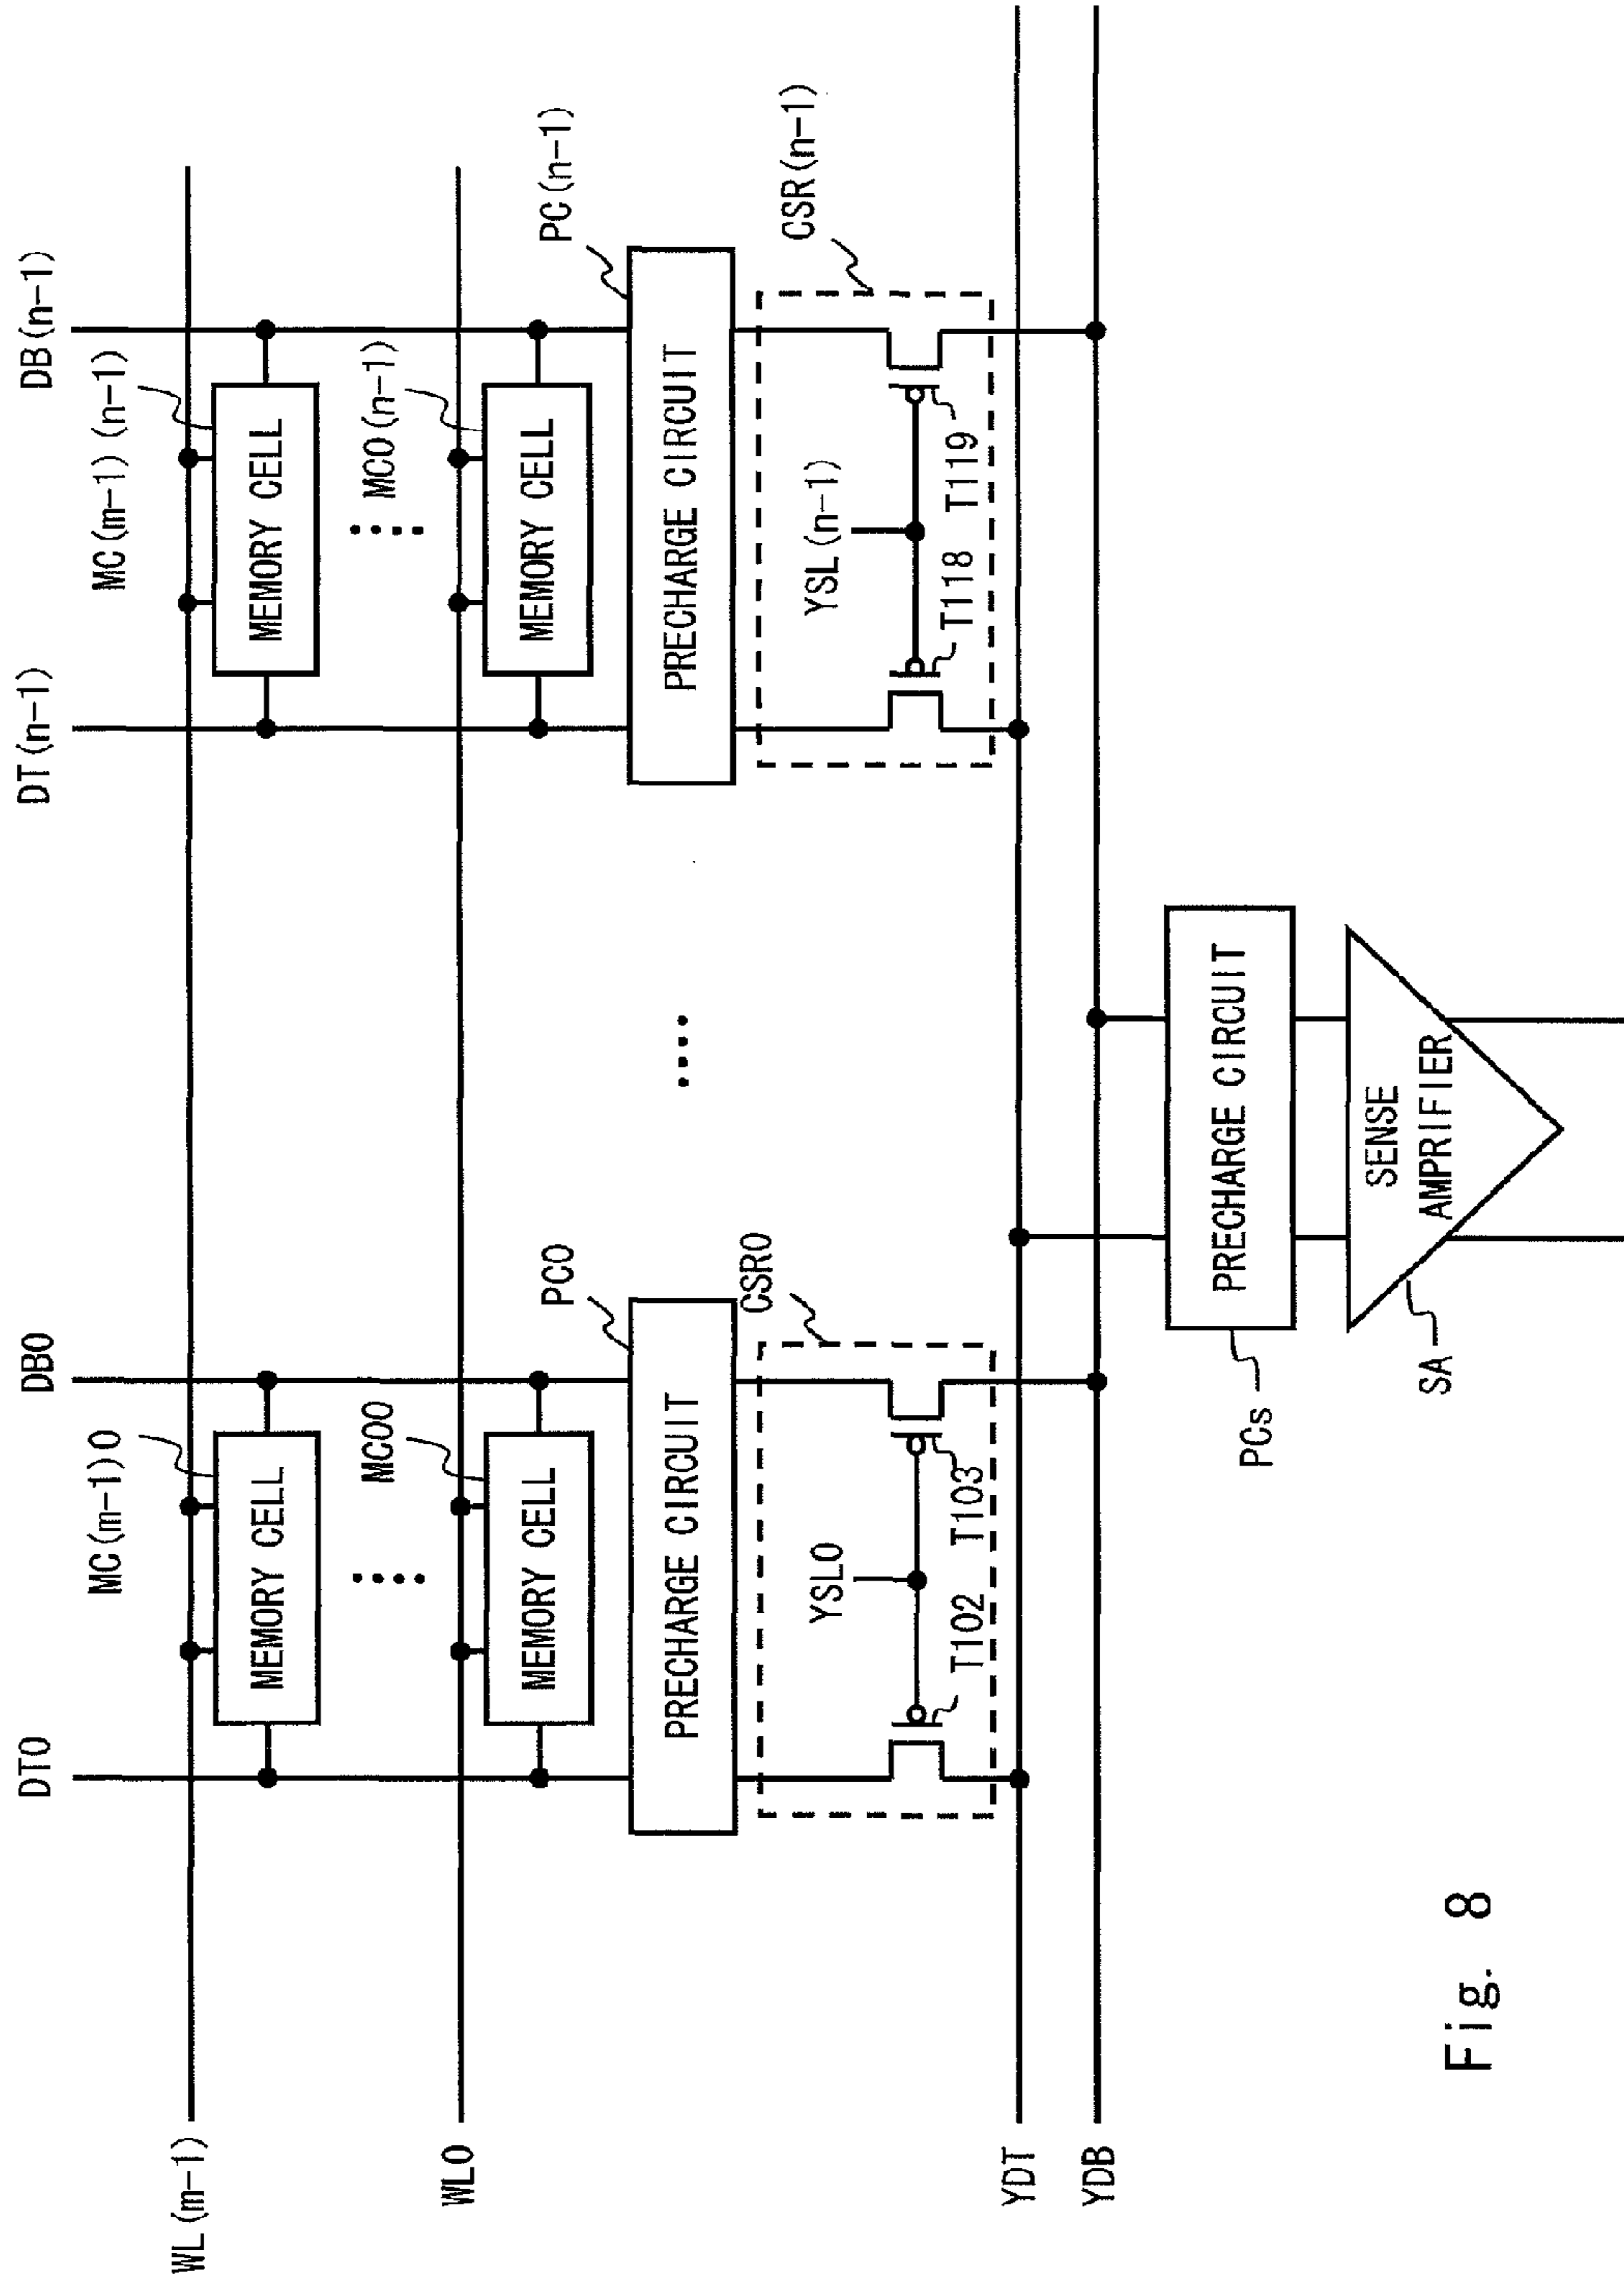 DT0
DB0
DT(n-1)
DB(n-1)
MC(m-1)0
MC(m-1)(n-1)
WL(m-1)
MEMORY CELL
MEMORY CELL
MC00
MC0(n-1)
WL0
MEMORY CELL
MEMORY CELL
PC0
PC(n-1)
PRECHARGE CIRCUIT
PRECHARGE CIRCUIT
CSR0
CSR(n-1)
YSL0
YSL(n-1)
T102
T103
T118
T119
YDT
YDB
PRECHARGE CIRCUIT
PCs
SENSE
AMPRIFIER
SA
Fig. 8